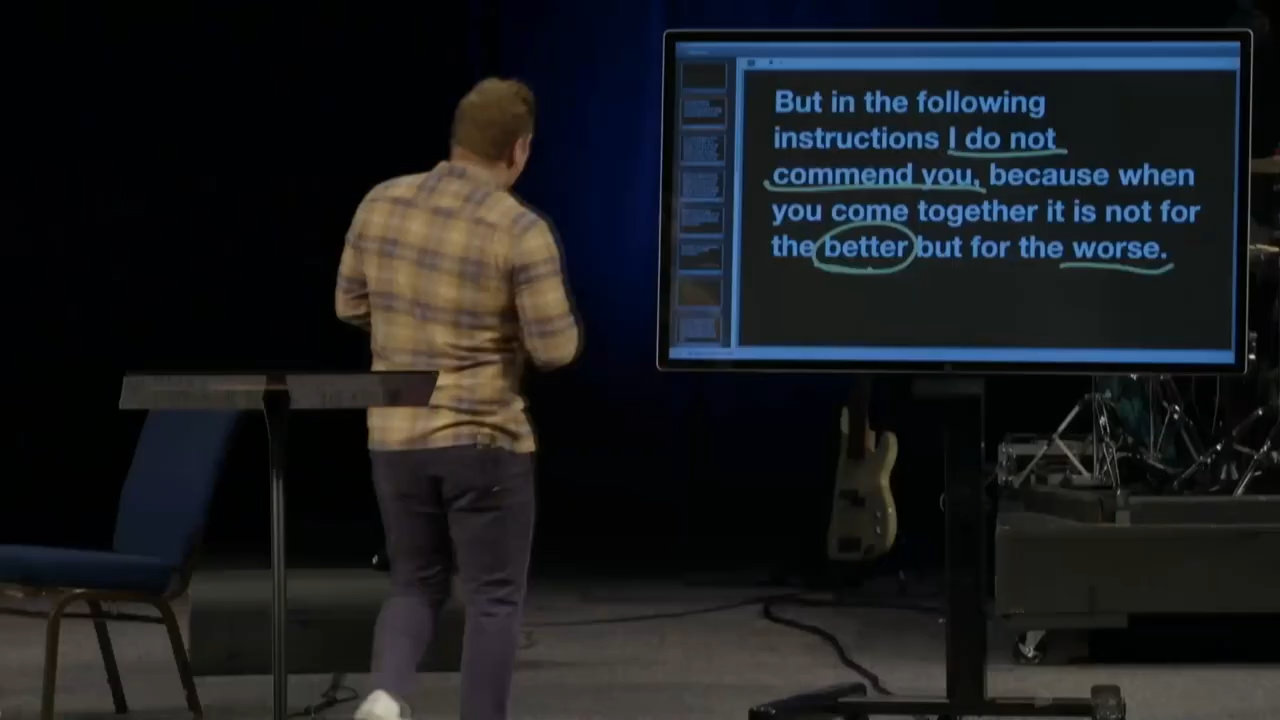 But in the following
instructions I do not
commend you, because when
you come together it is not for
the better but for the worse.